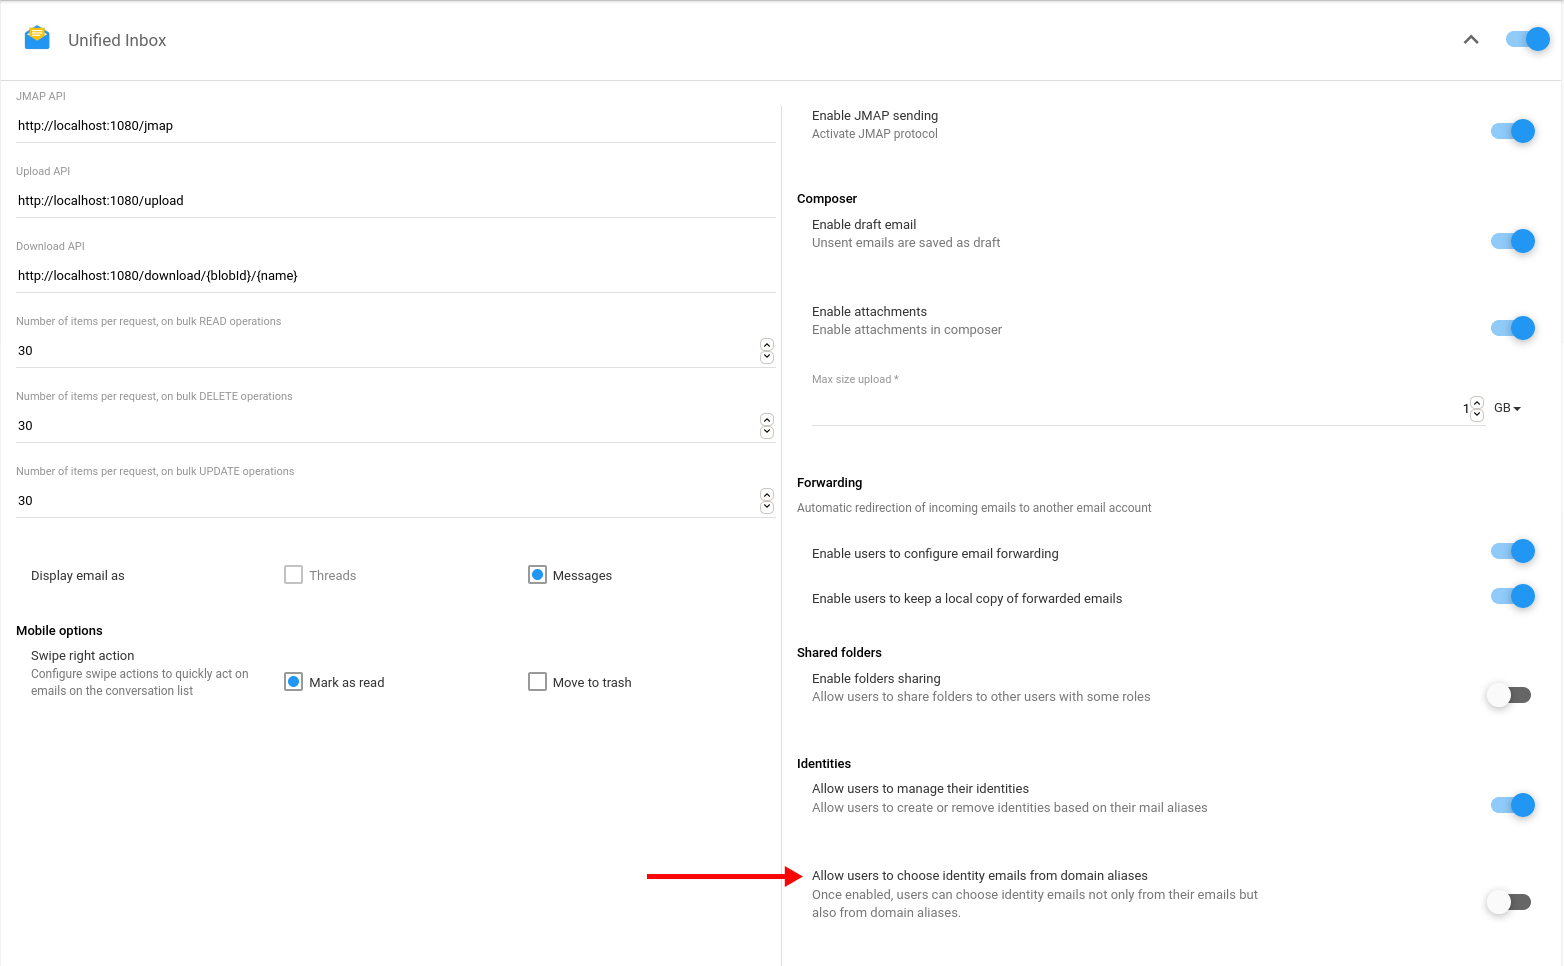 Unified Inbox
JMAP API
http://localhost:1080/jmap
Upload API
http://localhost:1080/upload
Download API
http://localhost:1080/download/{blobId}/{name}
Number of items per request, on bulk READ operations
30
Number of items per request, on bulk DELETE operations
30
Number of items per request, on bulk UPDATE operations
30
Display email as
Threads
Messages
Mobile options
Swipe right action
Configure swipe actions to quickly act on
emails on the conversation list
Mark as read
Move to trash
Enable JMAP sending
Activate JMAP protocol
Composer
Enable draft email
Unsent emails are saved as draft
Enable attachments
Enable attachments in composer
Max size upload *
1
GB
Forwarding
Automatic redirection of incoming emails to another email account
Enable users to configure email forwarding
Enable users to keep a local copy of forwarded emails
Shared folders
Enable folders sharing
Allow users to share folders to other users with some roles
Identities
Allow users to manage their identities
Allow users to create or remove identities based on their mail aliases
Allow users to choose identity emails from domain aliases
Once enabled, users can choose identity emails not only from their emails but
also from domain aliases.